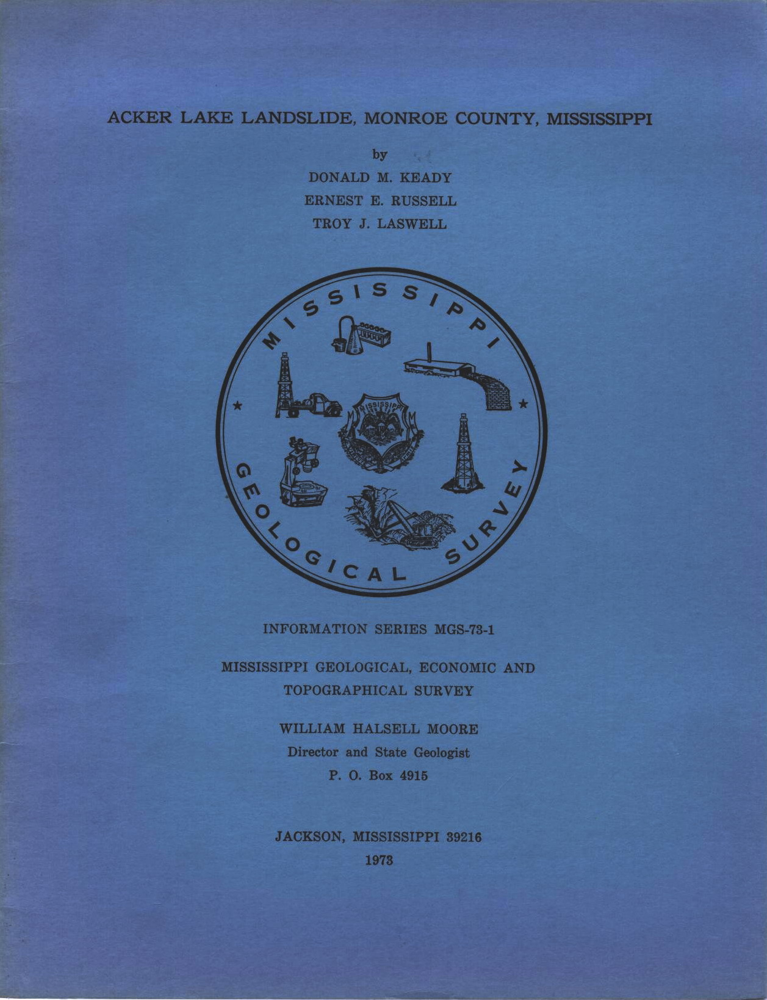 ACKER LAKE LANDSLIDE, MONROE COUNTY, MISSISSIPPI
by
DONALD M. KEADY
ERNEST E. RUSSELL
TROY J. LASWELL
MISSISSIPPI
MISSISSIPPI
GEOLOGICAL SURVEY
INFORMATION SERIES MGS-73-1
MISSISSIPPI GEOLOGICAL, ECONOMIC AND
TOPOGRAPHICAL SURVEY
WILLIAM HALSELL MOORE
Director and State Geologist
P. O. Box 4915
JACKSON, MISSISSIPPI 39216
1973